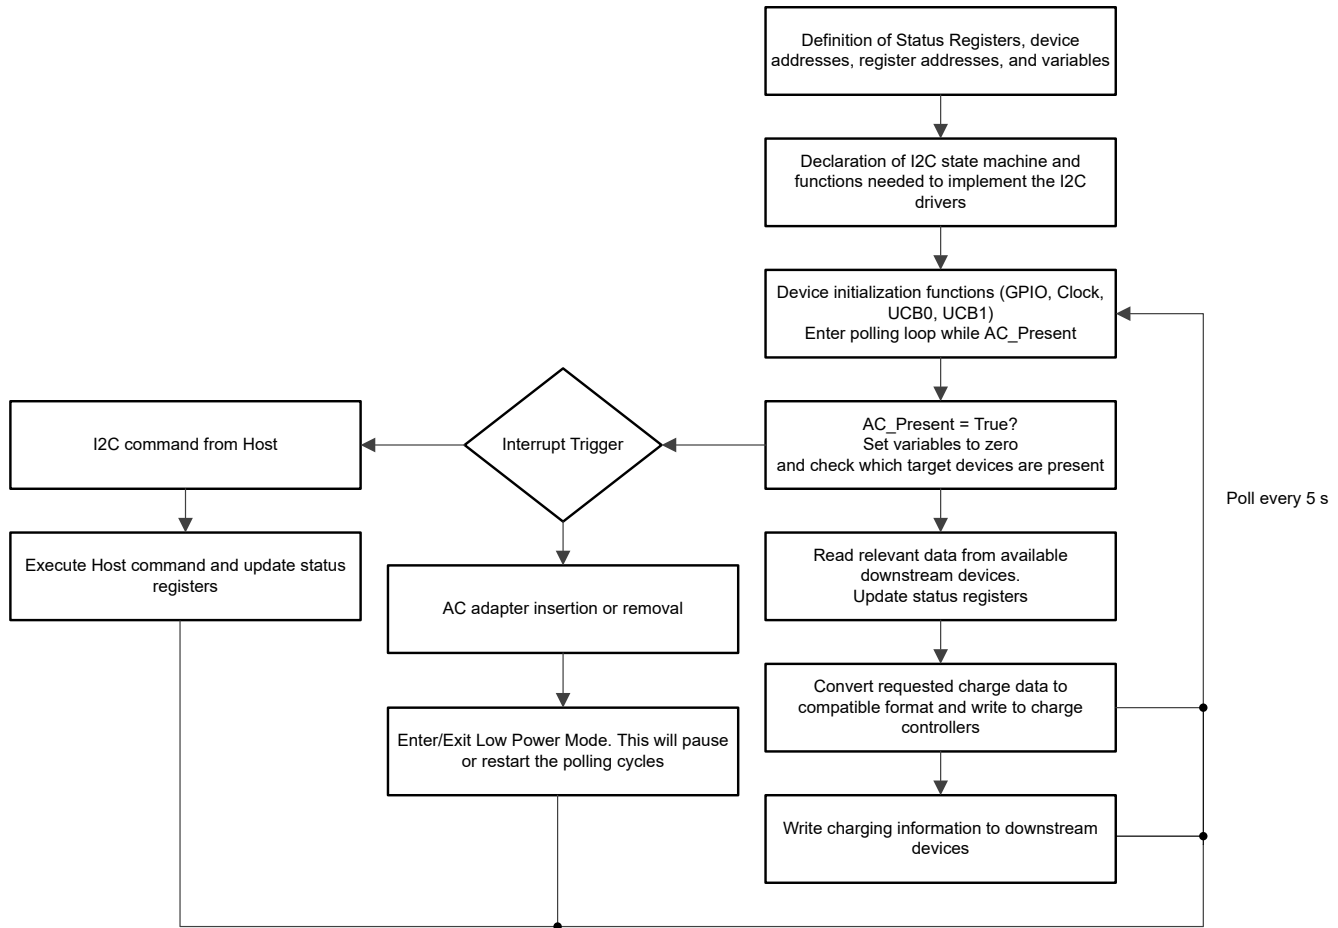 Definition of Status Registers, device
addresses, register addresses, and variables
Declaration of I2C state machine and
functions needed to implement the I2C
drivers
Device initialization functions (GPIO, Clock,
UCB0, UCB1)
Enter polling loop while AC_Present
AC_Present = True?
Set variables to zero
and check which target devices are present
Interrupt Trigger
I2C command from Host
Poll every 5 s
Execute Host command and update status
registers
AC adapter insertion or removal
Read relevant data from available
downstream devices.
Update status registers
Convert requested charge data to
compatible format and write to charge
controllers
Enter/Exit Low Power Mode. This will pause
or restart the polling cycles
Write charging information to downstream
devices